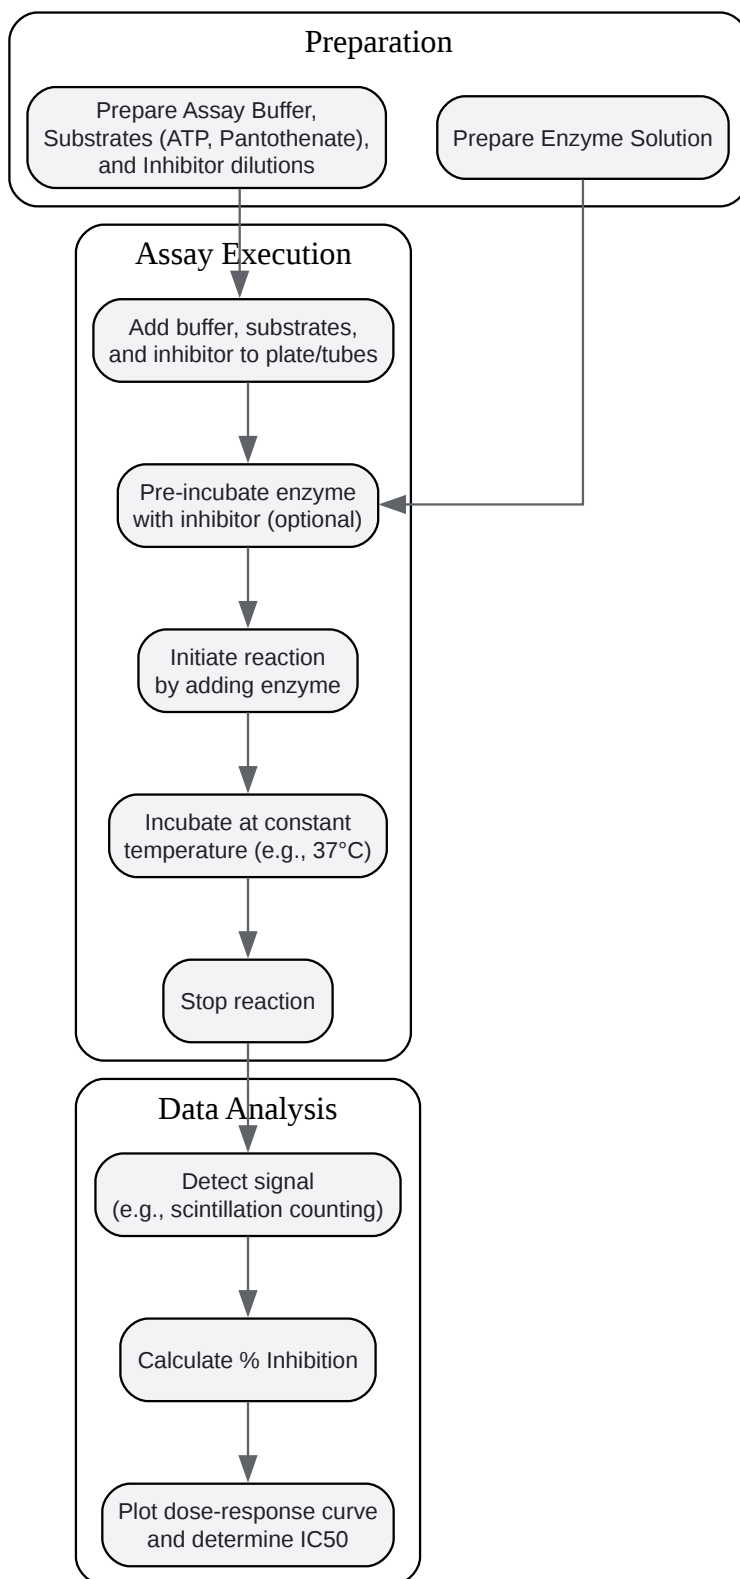 Preparation
Prepare Assay Buffer,
Substrates (ATP, Pantothenate),
and Inhibitor dilutions
Prepare Enzyme Solution
Assay Execution
Add buffer, substrates,
and inhibitor to plate/tubes
Pre-incubate enzyme
with inhibitor (optional)
Initiate reaction
by adding enzyme
Incubate at constant
temperature (e.g., 37°C)
Stop reaction
Data Analysis
Detect signal
(e.g., scintillation counting)
Calculate % Inhibition
Plot dose-response curve
and determine IC50